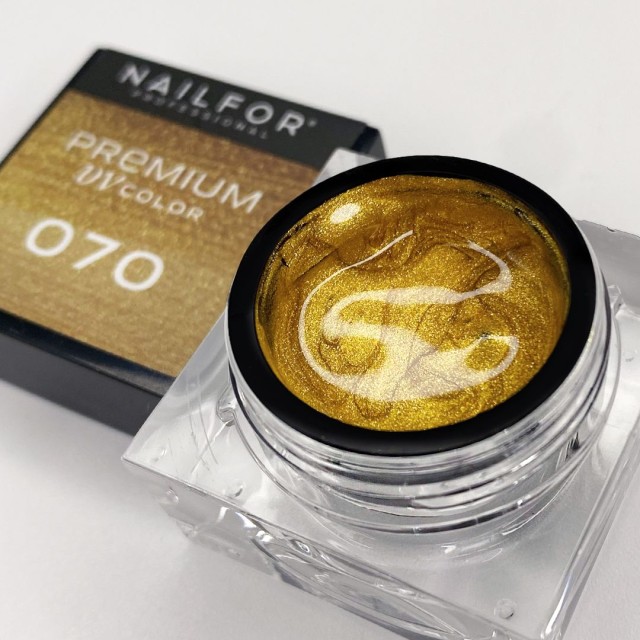 NAILFOR®
PROFESSIONAL
PREMIUM
UV COLOR
070